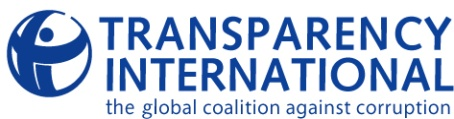 TRANSPARENCY
INTERNATIONAL
the global coalition against corruption